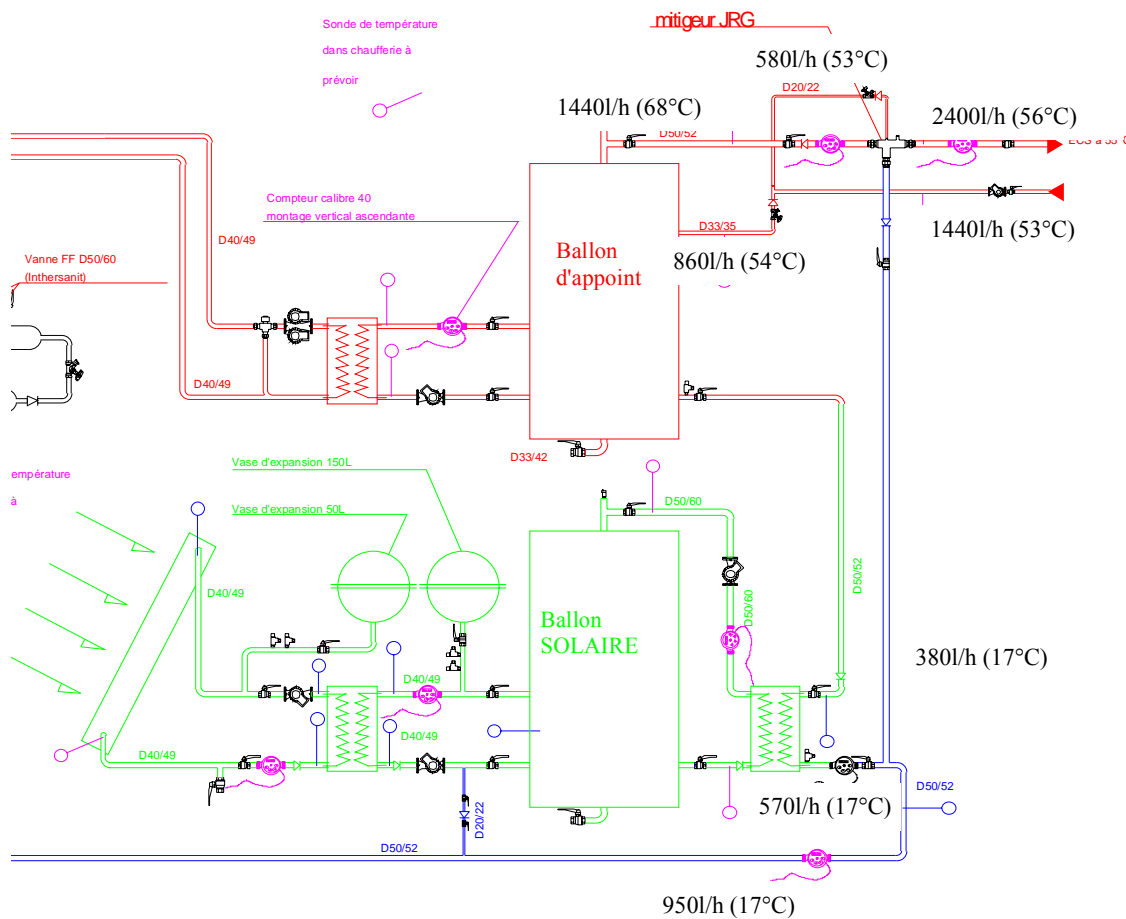 Sonde de température
dans chaufferie à
prévoir
mitigeur JRG
580l/h (53°C)
D20/22
1440l/h (68°C)
D50/52
2400l/h (56°C)
Compteur calibre 40
montage vertical ascendante
D40/49
Vanne FF D50/60
(Inthersanit)
Ballon
d'appoint
D33/35
860l/h (54°C)
1440l/h (53°C)
D40/49
D33/42
Vase d'expansion 150L
empérature
à
Vase d'expansion 50L
D50/60
D50/52
D40/49
Ballon
SOLAIRE
D50/60
380l/h (17°C)
D40/49
D40/49
D40/49
570l/h (17°C)
D50/52
D20/22
D50/52
950l/h (17°C)